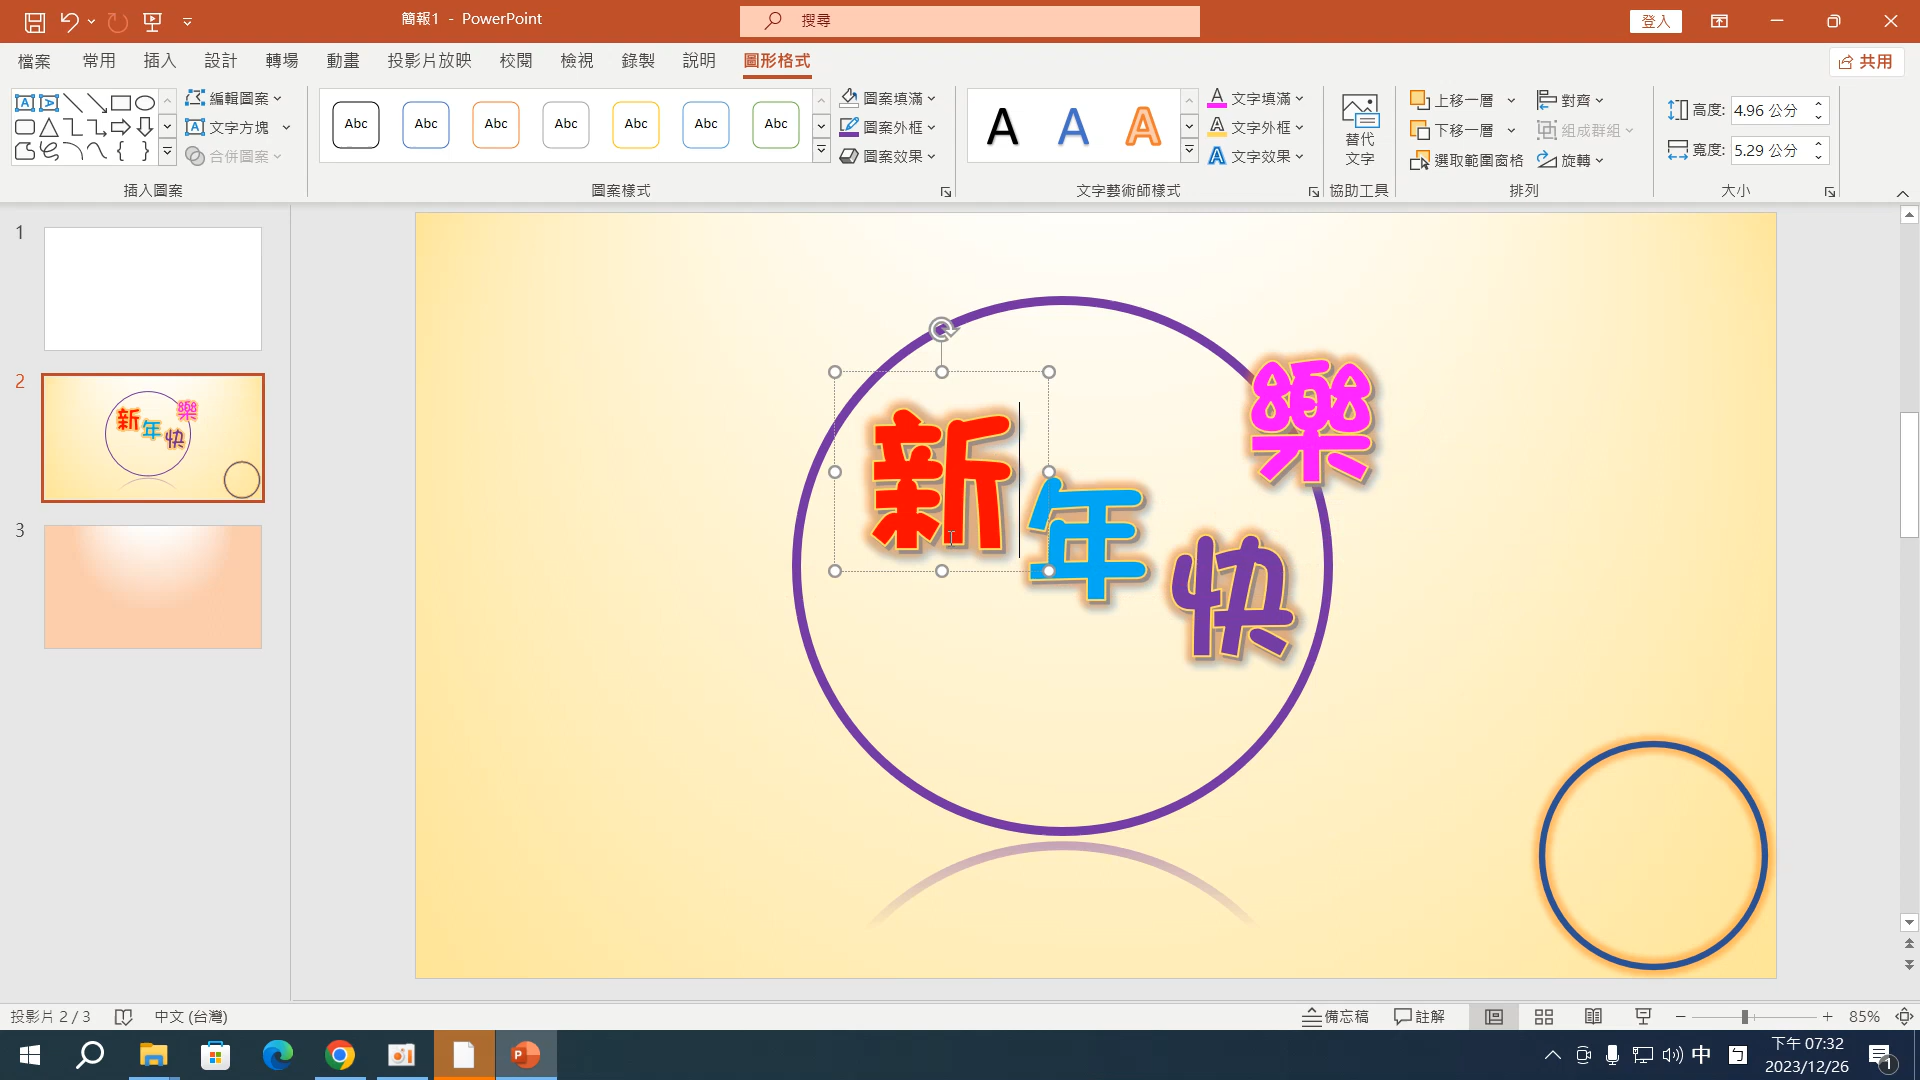 簡報1 - PowerPoint
搜尋
登入
檔案 常用 插入 設計 轉場 動畫 投影片放映 校閱 檢視 錄製 說明 圖形格式
共用
編輯圖案
文字方塊
合併圖案
插入圖案
Abc Abc Abc Abc Abc Abc Abc
圖案填滿
圖案外框
圖案效果
圖案樣式
A A A
文字填滿
文字外框
文字效果
文字藝術師樣式
替代
文字
協助工具
上移一層
下移一層
選取範圍窗格
對齊
組成群組
旋轉
排列
高度: 4.96 公分
寬度: 5.29 公分
大小
1
2
新
年
快
樂
3
新
年
快
樂
投影片 2 / 3
中文 (台灣)
備忘稿
註解
85%
中
下午 07:32
2023/12/26
1